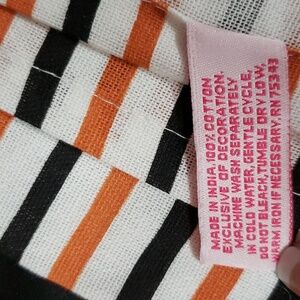 MADE IN INDIA, 100% COTTON
EXCLUSIVE OF DECORATION.
MACHINE WASH SEPARATELY
IN COLD WATER, GENTLE CYCLE,
DO NOT BLEACH, TUMBLE DRY LOW,
WARM IRON IF NECESSARY, RN 75343